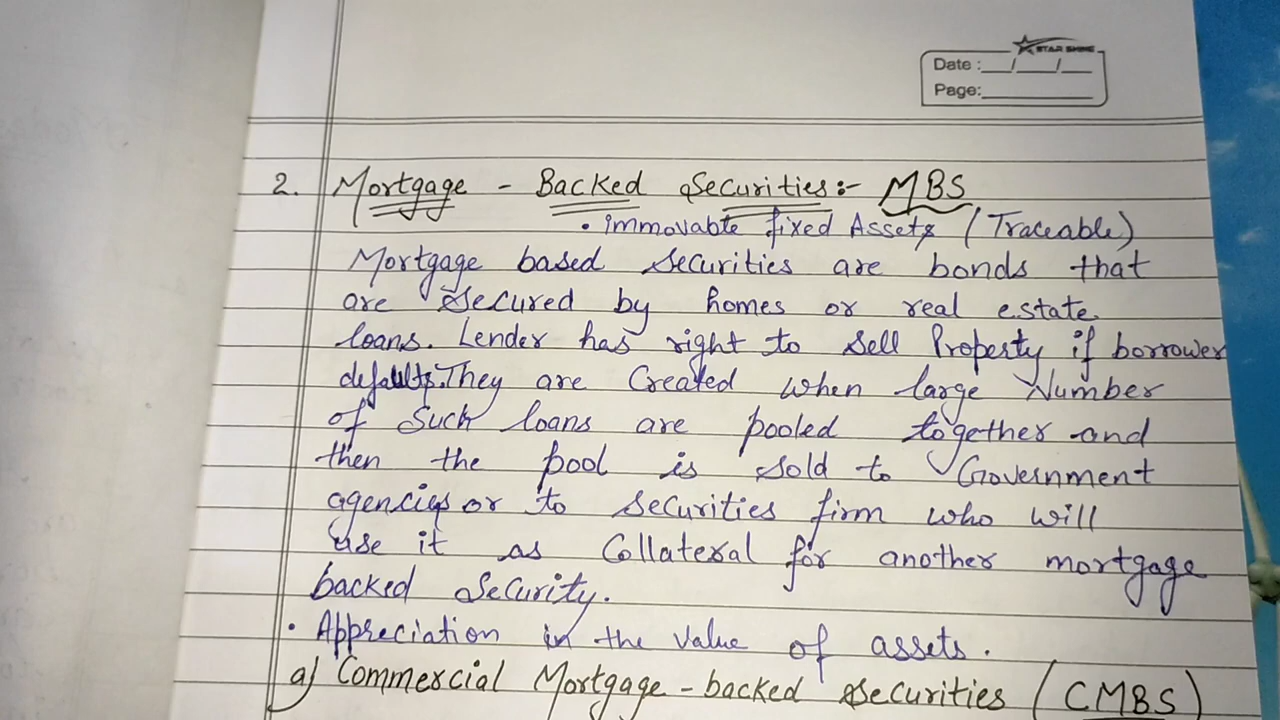 STAR SHINE
Date :__/__/__
Page:________
2. Mortgage - Backed Securities:- MBS
• Immovable fixed Assets (Traceable)
Mortgage based securities are bonds that
are secured by homes or real estate
loans. Lender has right to sell Property if borrower
defaults. They are Created when large Number
of Such loans are pooled together and
then the pool is sold to Government
agencies or to securities firm who will
use it as Collateral for another mortgage
backed Security.
• Appreciation in the value of assets.
a) Commercial Mortgage - backed securities (CMBS)